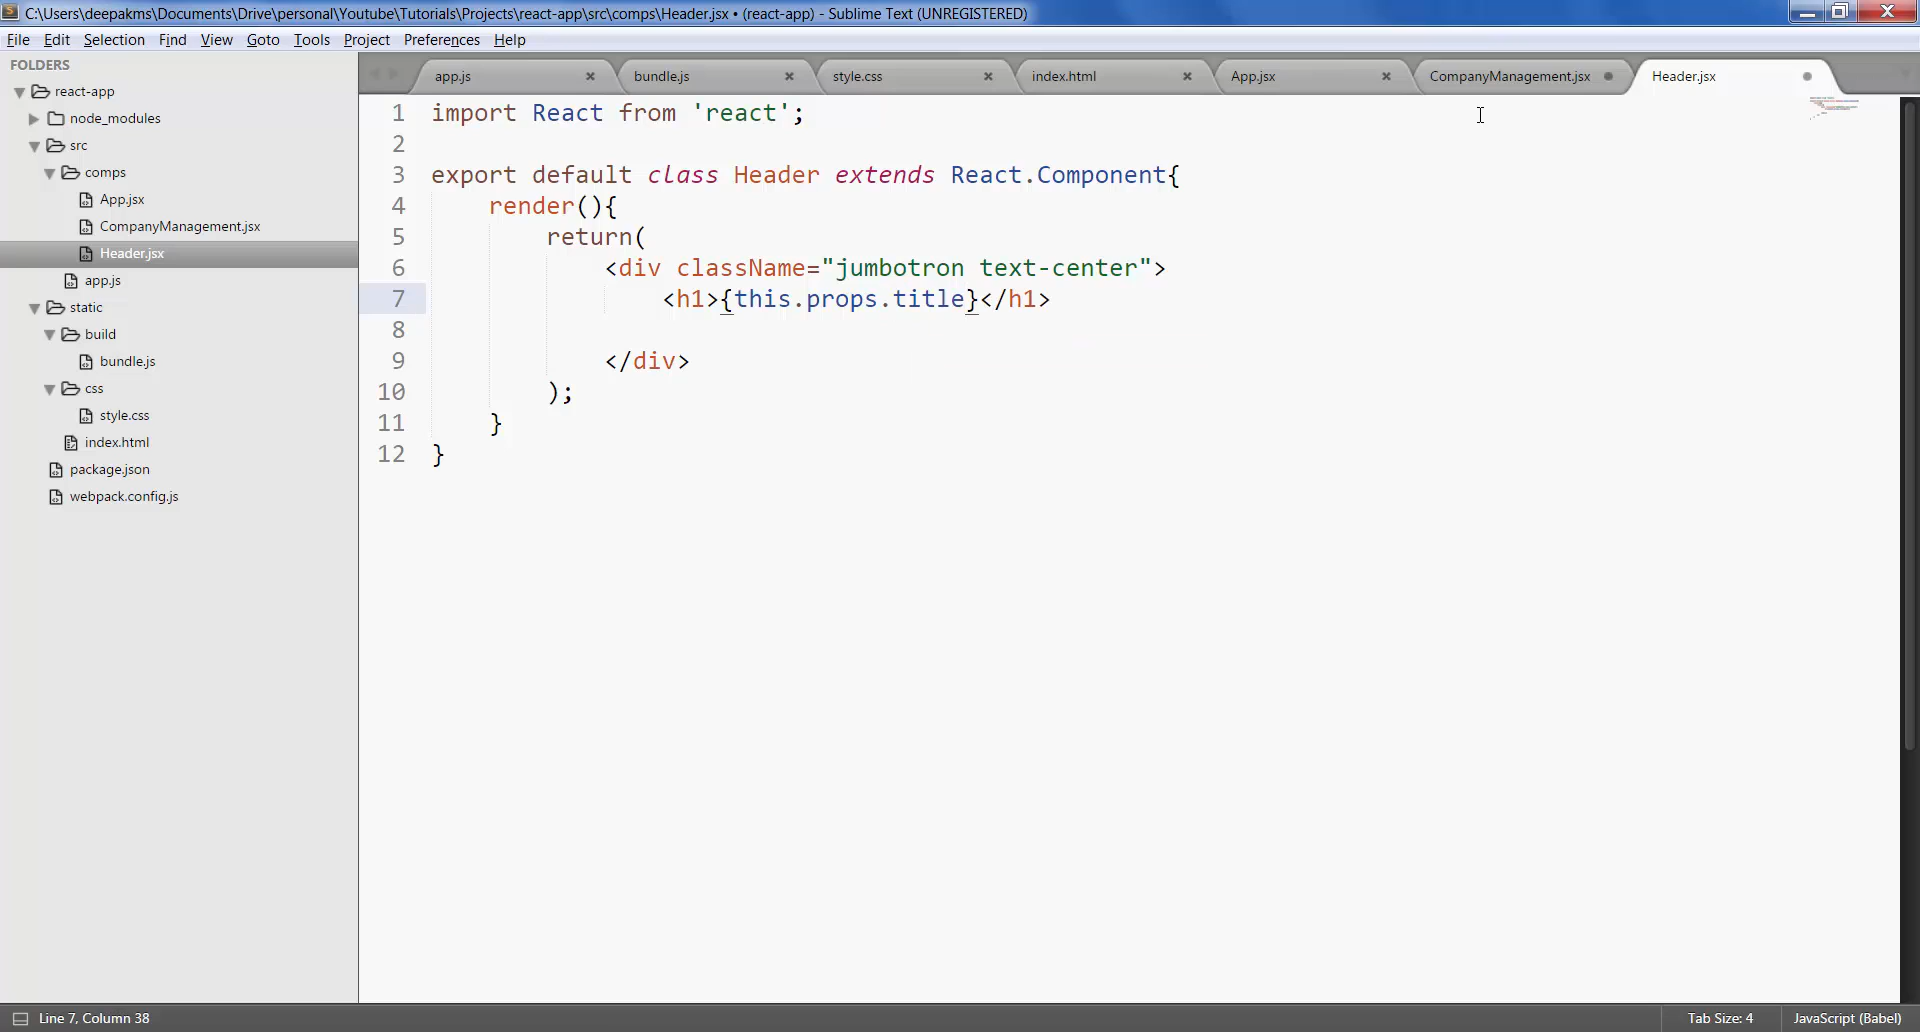 C:\Users\deepakms\Documents\Drive\personal\Youtube\Tutorials\Projects\react-app\src\comps\Header.jsx • (react-app) - Sublime Text (UNREGISTERED)
File Edit Selection Find View Goto Tools Project Preferences Help
FOLDERS
react-app
node_modules
src
comps
App.jsx
CompanyManagement.jsx
Header.jsx
app.js
static
build
bundle.js
css
style.css
index.html
package.json
webpack.config.js
app.js bundle.js style.css index.html App.jsx CompanyManagement.jsx Header.jsx
1 import React from 'react';
2
3 export default class Header extends React.Component{
4 render(){
5 return(
6 <div className="jumbotron text-center">
7 <h1>{this.props.title}</h1>
8
9 </div>
10 );
11 }
12 }
Line 7, Column 38
Tab Size: 4 JavaScript (Babel)